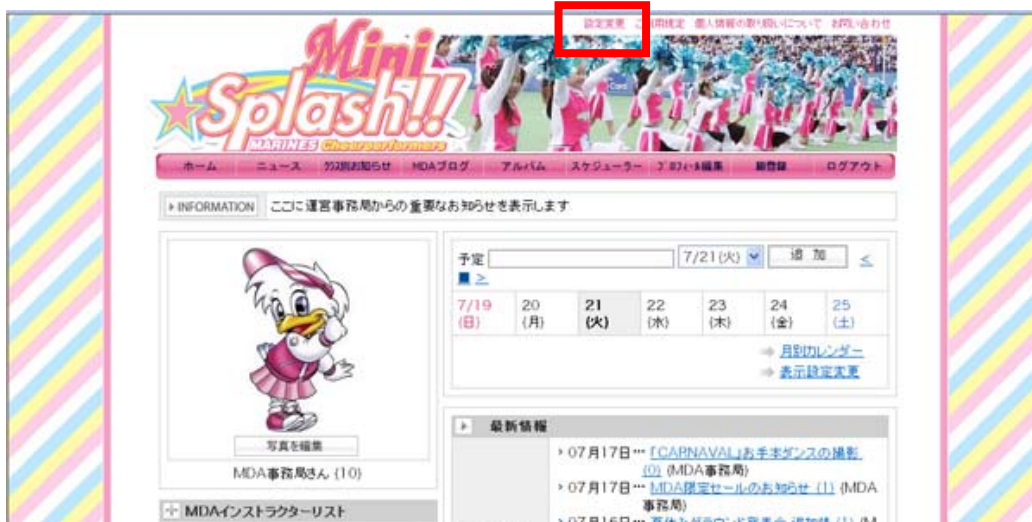 設定変更 ご利用規定 個人情報の取り扱いについて お問い合わせ
Mini
Splash!!
MARINES Cheerperformers
ホーム ニュース クラス別お知らせ MDAブログ アルバム スケジューラー プロフィール編集 ログアウト
INFORMATION ここに運営事務局からの重要なお知らせを表示します
予定 7/21(火) 追 加 <
■ >
7/19 20 21 22 23 24 25
(日) (月) (火) (水) (木) (金) (土)
月別カレンダー
表示設定変更
写真を編集
MDA事務局さん (10)
最新情報
07月17日… 「CARNAVAL」お手本ダンスの撮影
(0) (MDA事務局)
07月17日… MDA限定セールのお知らせ (1) (MDA
事務局)
MDAインストラクターリスト
07月16日…